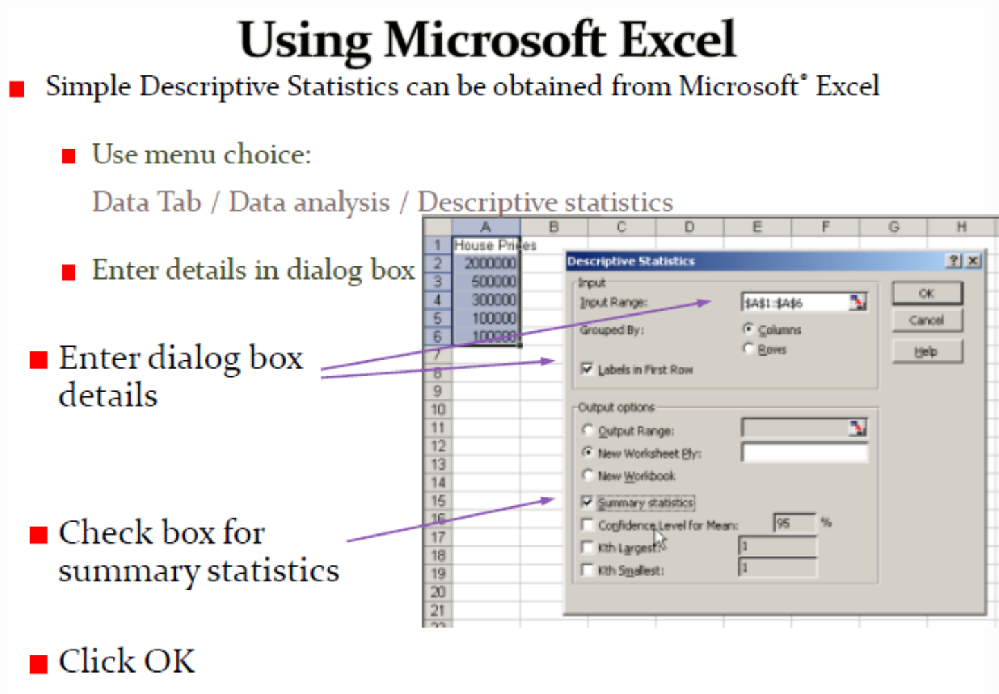 Using Microsoft Excel
Simple Descriptive Statistics can be obtained from Microsoft® Excel
Use menu choice:
Data Tab / Data analysis / Descriptive statistics
Enter details in dialog box
Enter dialog box
details
Check box for
summary statistics
Click OK
A B C D E F G H
1 House Prices
2 2000000
3 500000
4 300000
5 100000
6 100000
7
8
9
10
11
12
13
14
15
16
17
18
19
20
21
22
Descriptive Statistics
Input
Input Range: $A$1:$A$6
Grouped By: Columns
Rows
Labels in First Row
OK
Cancel
Help
Output options
Output Range:
New Worksheet Ply:
New Workbook
Summary statistics
Confidence Level for Mean: 95 %
Kth Largest: 1
Kth Smallest: 1